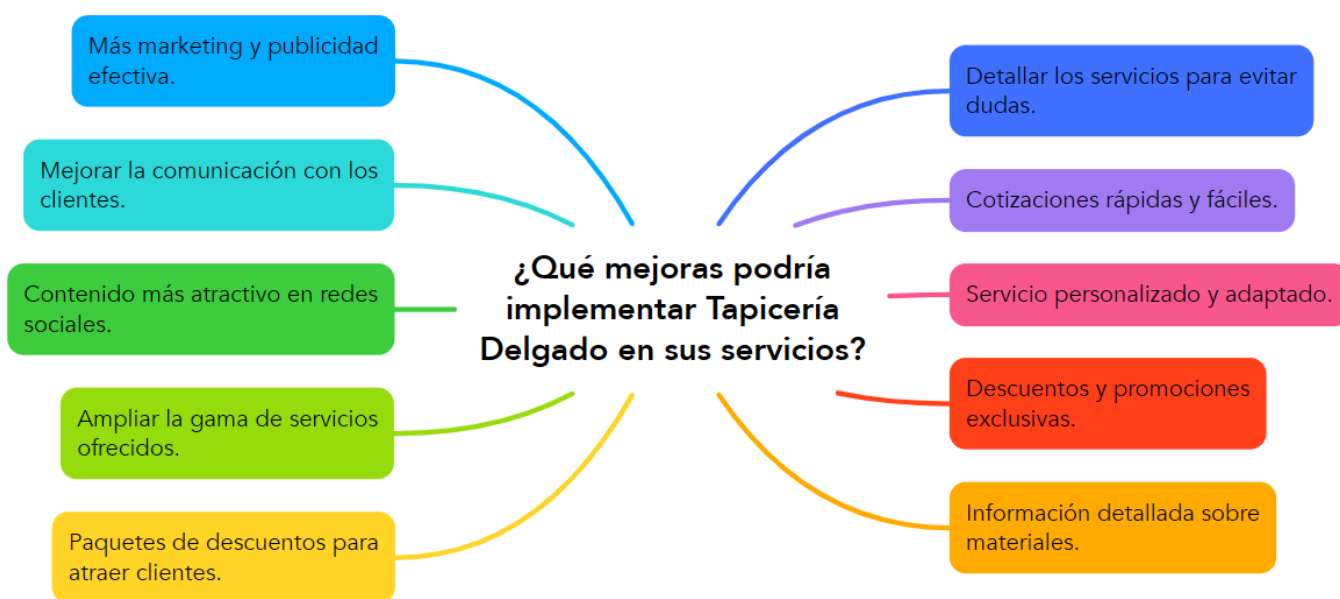 ¿Qué mejoras podría
implementar Tapicería
Delgado en sus servicios?
Más marketing y publicidad
efectiva.
Mejorar la comunicación con los
clientes.
Contenido más atractivo en redes
sociales.
Ampliar la gama de servicios
ofrecidos.
Paquetes de descuentos para
atraer clientes.
Detallar los servicios para evitar
dudas.
Cotizaciones rápidas y fáciles.
Servicio personalizado y adaptado.
Descuentos y promociones
exclusivas.
Información detallada sobre
materiales.